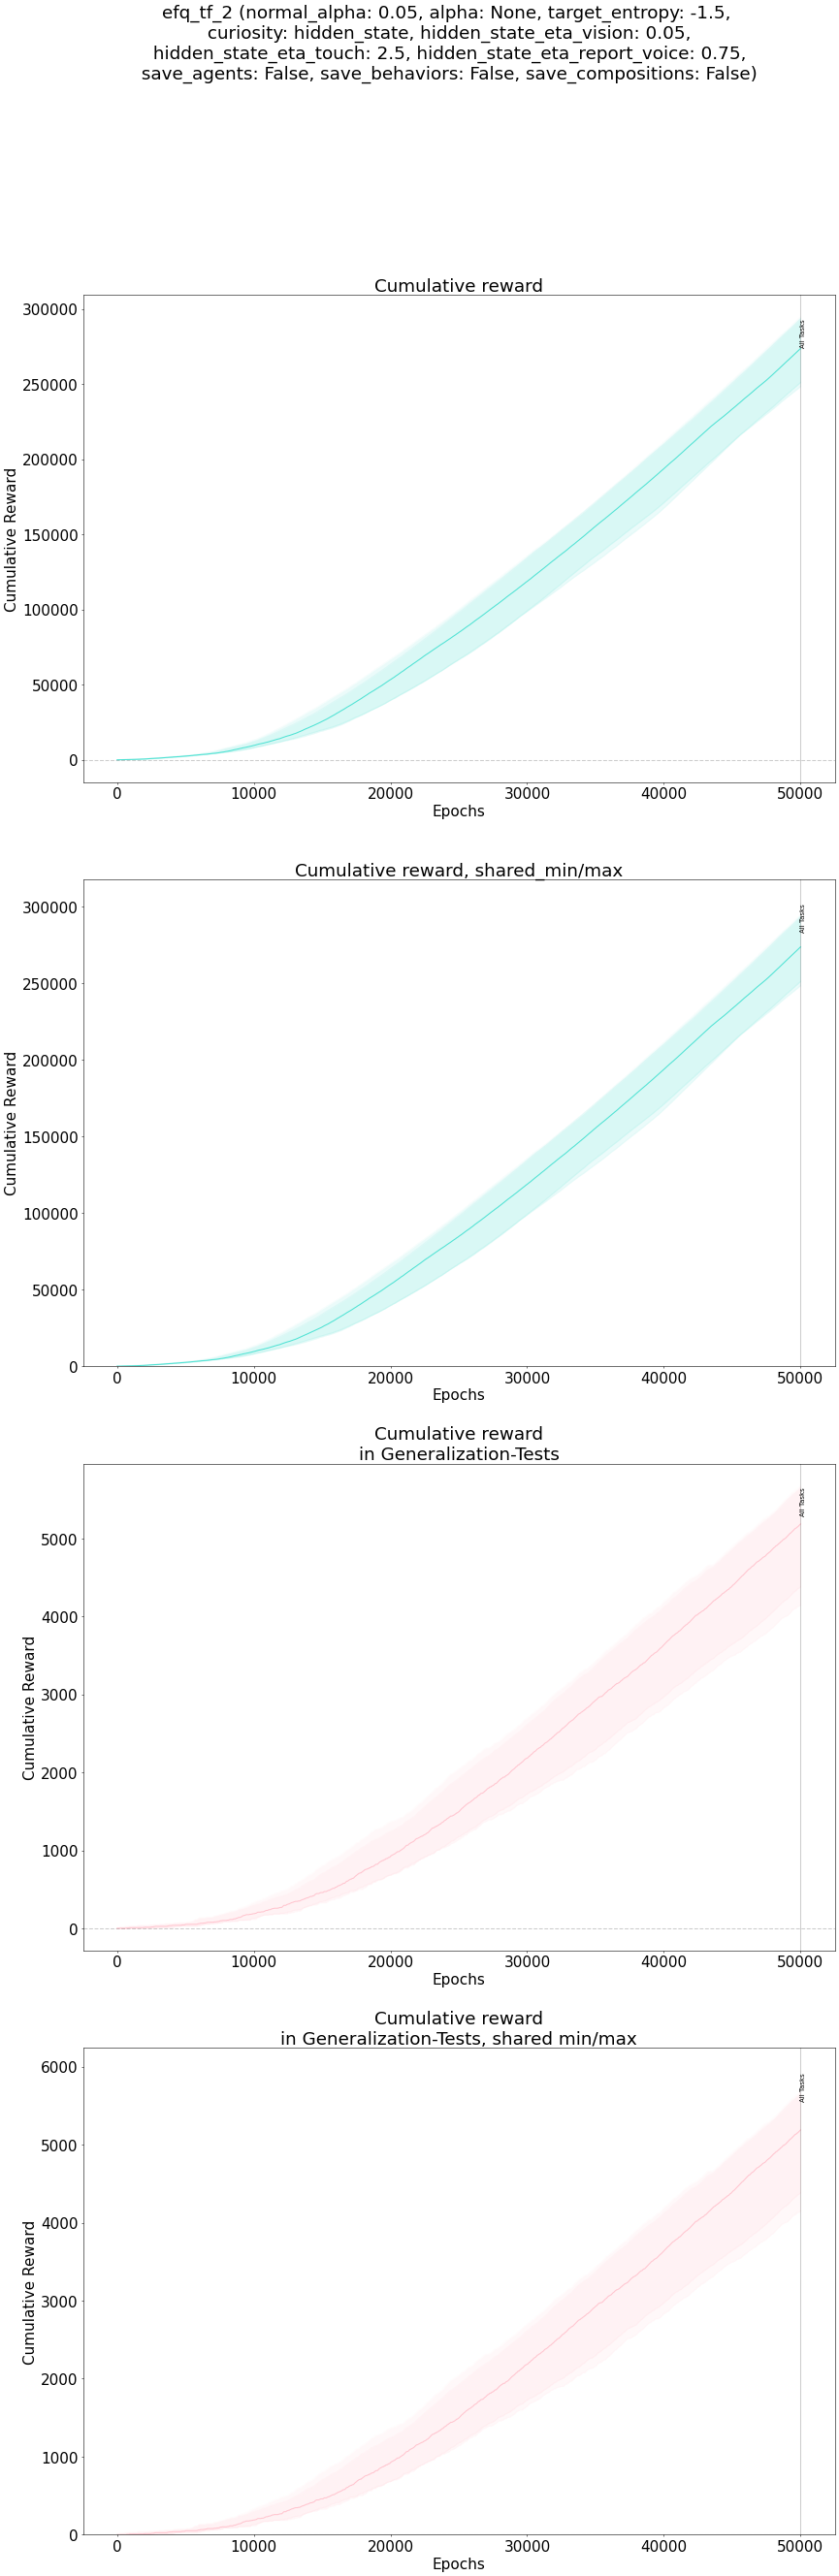 efq_tf_2 (normal_alpha: 0.05, alpha: None, target_entropy: -1.5,
curiosity: hidden_state, hidden_state_eta_vision: 0.05,
hidden_state_eta_touch: 2.5, hidden_state_eta_report_voice: 0.75,
save_agents: False, save_behaviors: False, save_compositions: False)
Cumulative reward
300000
250000
200000
150000
100000
50000
0
Cumulative Reward
All Tasks
0 10000 20000 30000 40000 50000
Epochs
Cumulative reward, shared_min/max
300000
250000
200000
150000
100000
50000
0
Cumulative Reward
All Tasks
0 10000 20000 30000 40000 50000
Epochs
Cumulative reward
in Generalization-Tests
5000
4000
3000
2000
1000
0
Cumulative Reward
All Tasks
0 10000 20000 30000 40000 50000
Epochs
Cumulative reward
in Generalization-Tests, shared min/max
6000
5000
4000
3000
2000
1000
0
Cumulative Reward
All Tasks
0 10000 20000 30000 40000 50000
Epochs